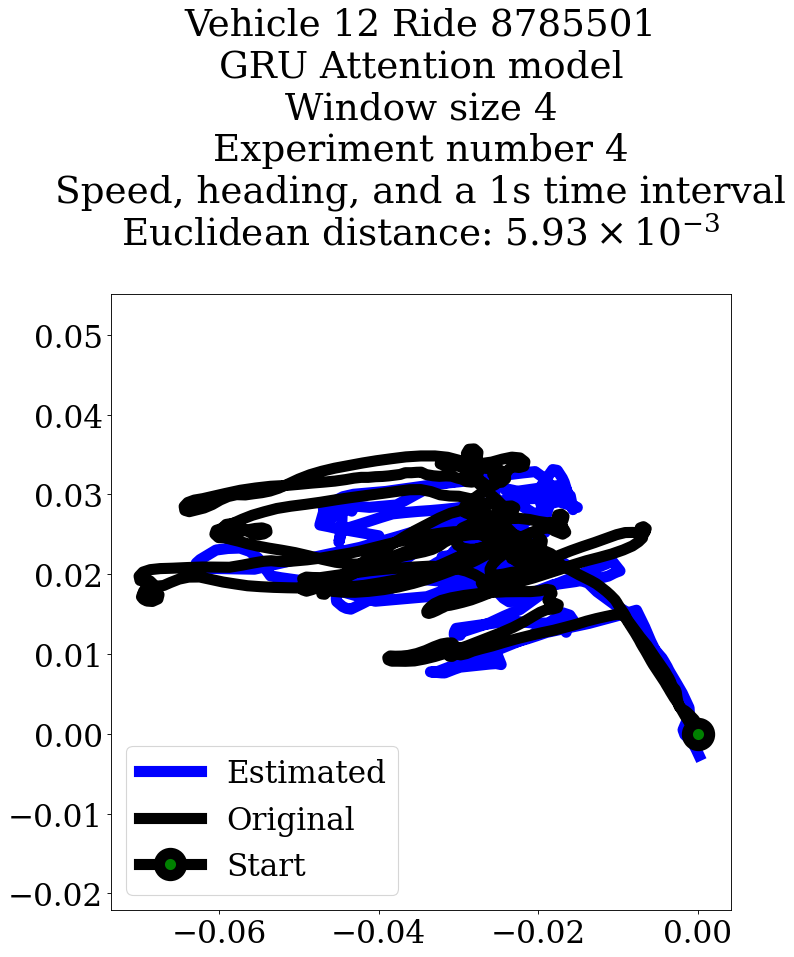 Vehicle 12 Ride 8785501
GRU Attention model
Window size 4
Experiment number 4
Speed, heading, and a 1s time interval
Euclidean distance: 5.93 × 10⁻³
0.05
0.04
0.03
0.02
0.01
0.00
−0.01
−0.02
Estimated
Original
Start
−0.06 −0.04 −0.02 0.00